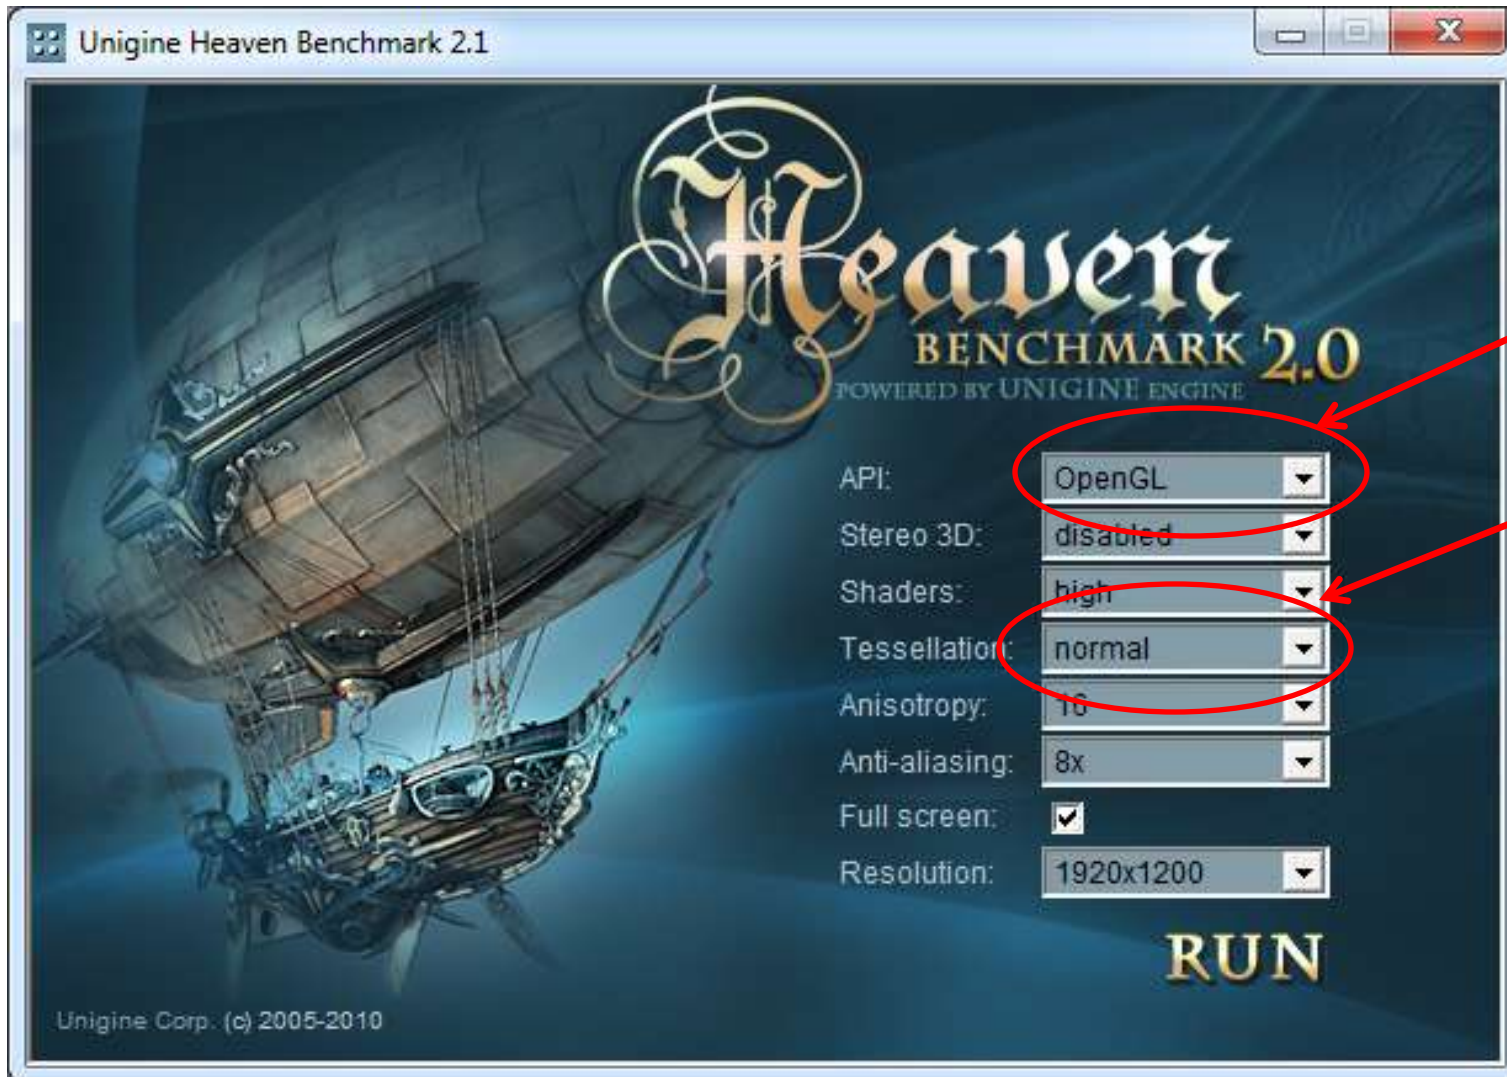 Unigine Heaven Benchmark 2.1
Heaven
BENCHMARK 2.0
POWERED BY UNIGINE ENGINE
API: OpenGL
Stereo 3D: disabled
Shaders: high
Tessellation: normal
Anisotropy: 16
Anti-aliasing: 8x
Full screen:
Resolution: 1920x1200
RUN
Unigine Corp. (c) 2005-2010